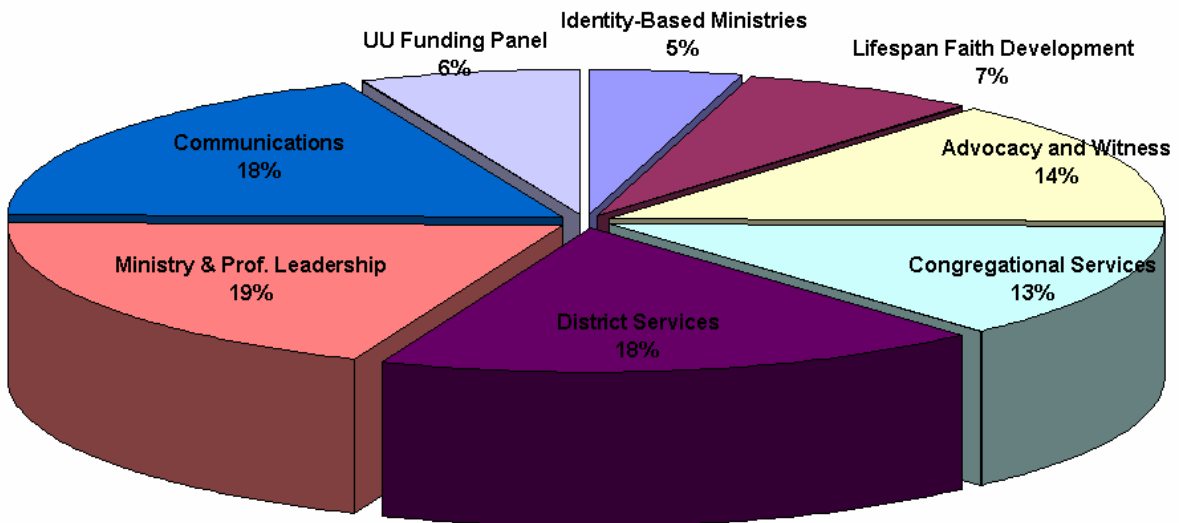 Identity-Based Ministries
5%
UU Funding Panel
6%
Lifespan Faith Development
7%
Communications
18%
Advocacy and Witness
14%
Ministry & Prof. Leadership
19%
Congregational Services
13%
District Services
18%